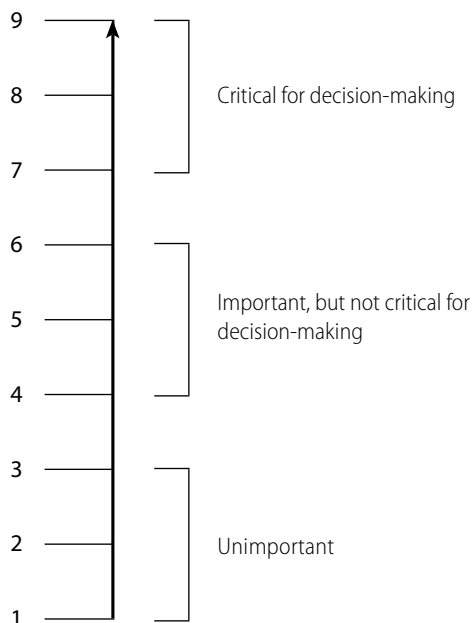 9
8 Critical for decision-making
7
6
5 Important, but not critical for
decision-making
4
3
2 Unimportant
1